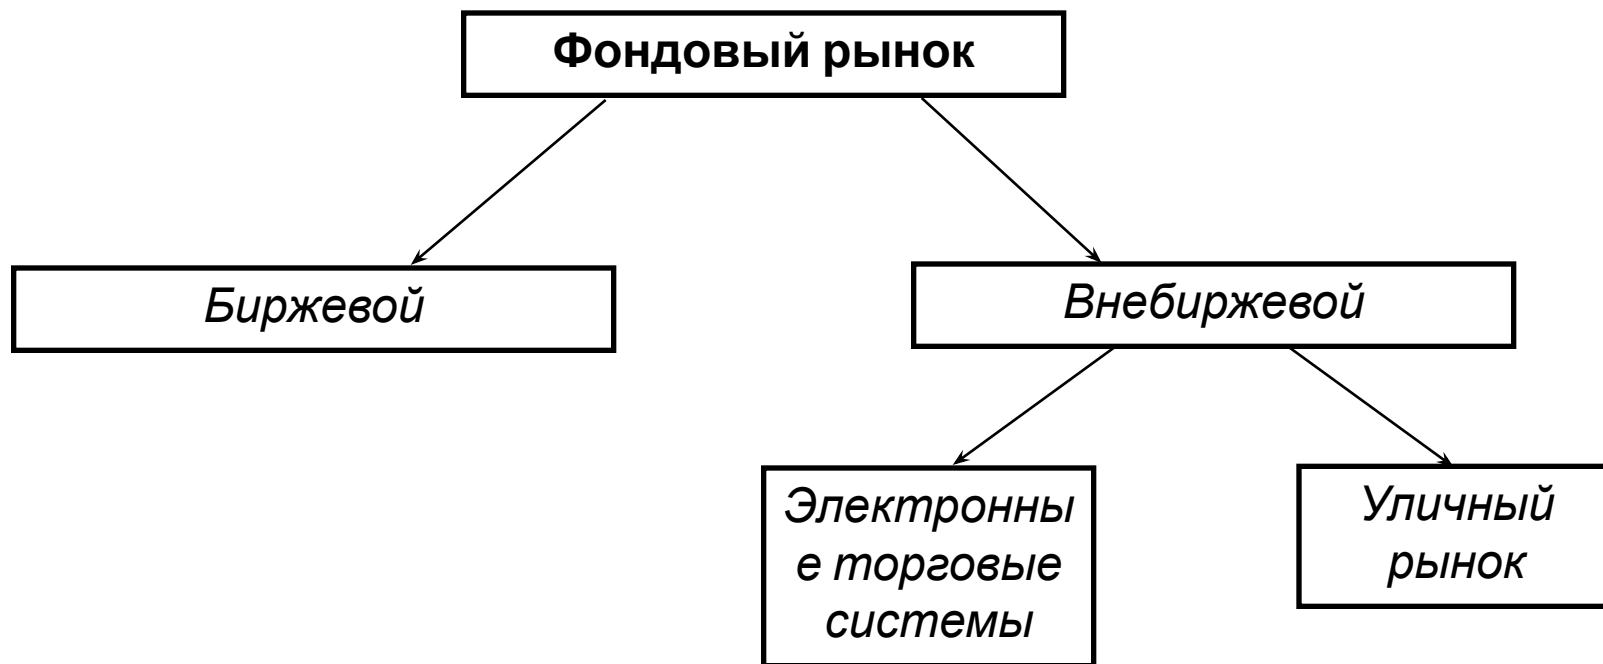 Фондовый рынок
Биржевой
Внебиржевой
Электронны
е торговые
системы
Уличный
рынок